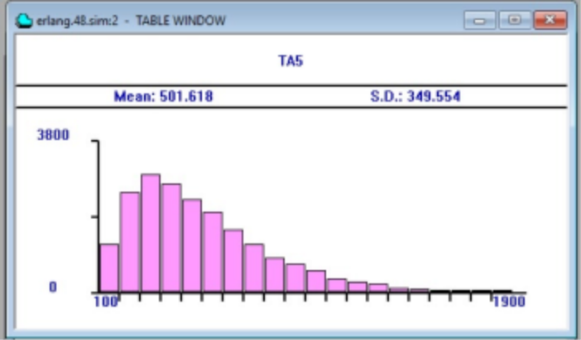 erlang.48.sim:2 - TABLE WINDOW
TA5
Mean: 501.618 S.D.: 349.554
3800
0
100 1900